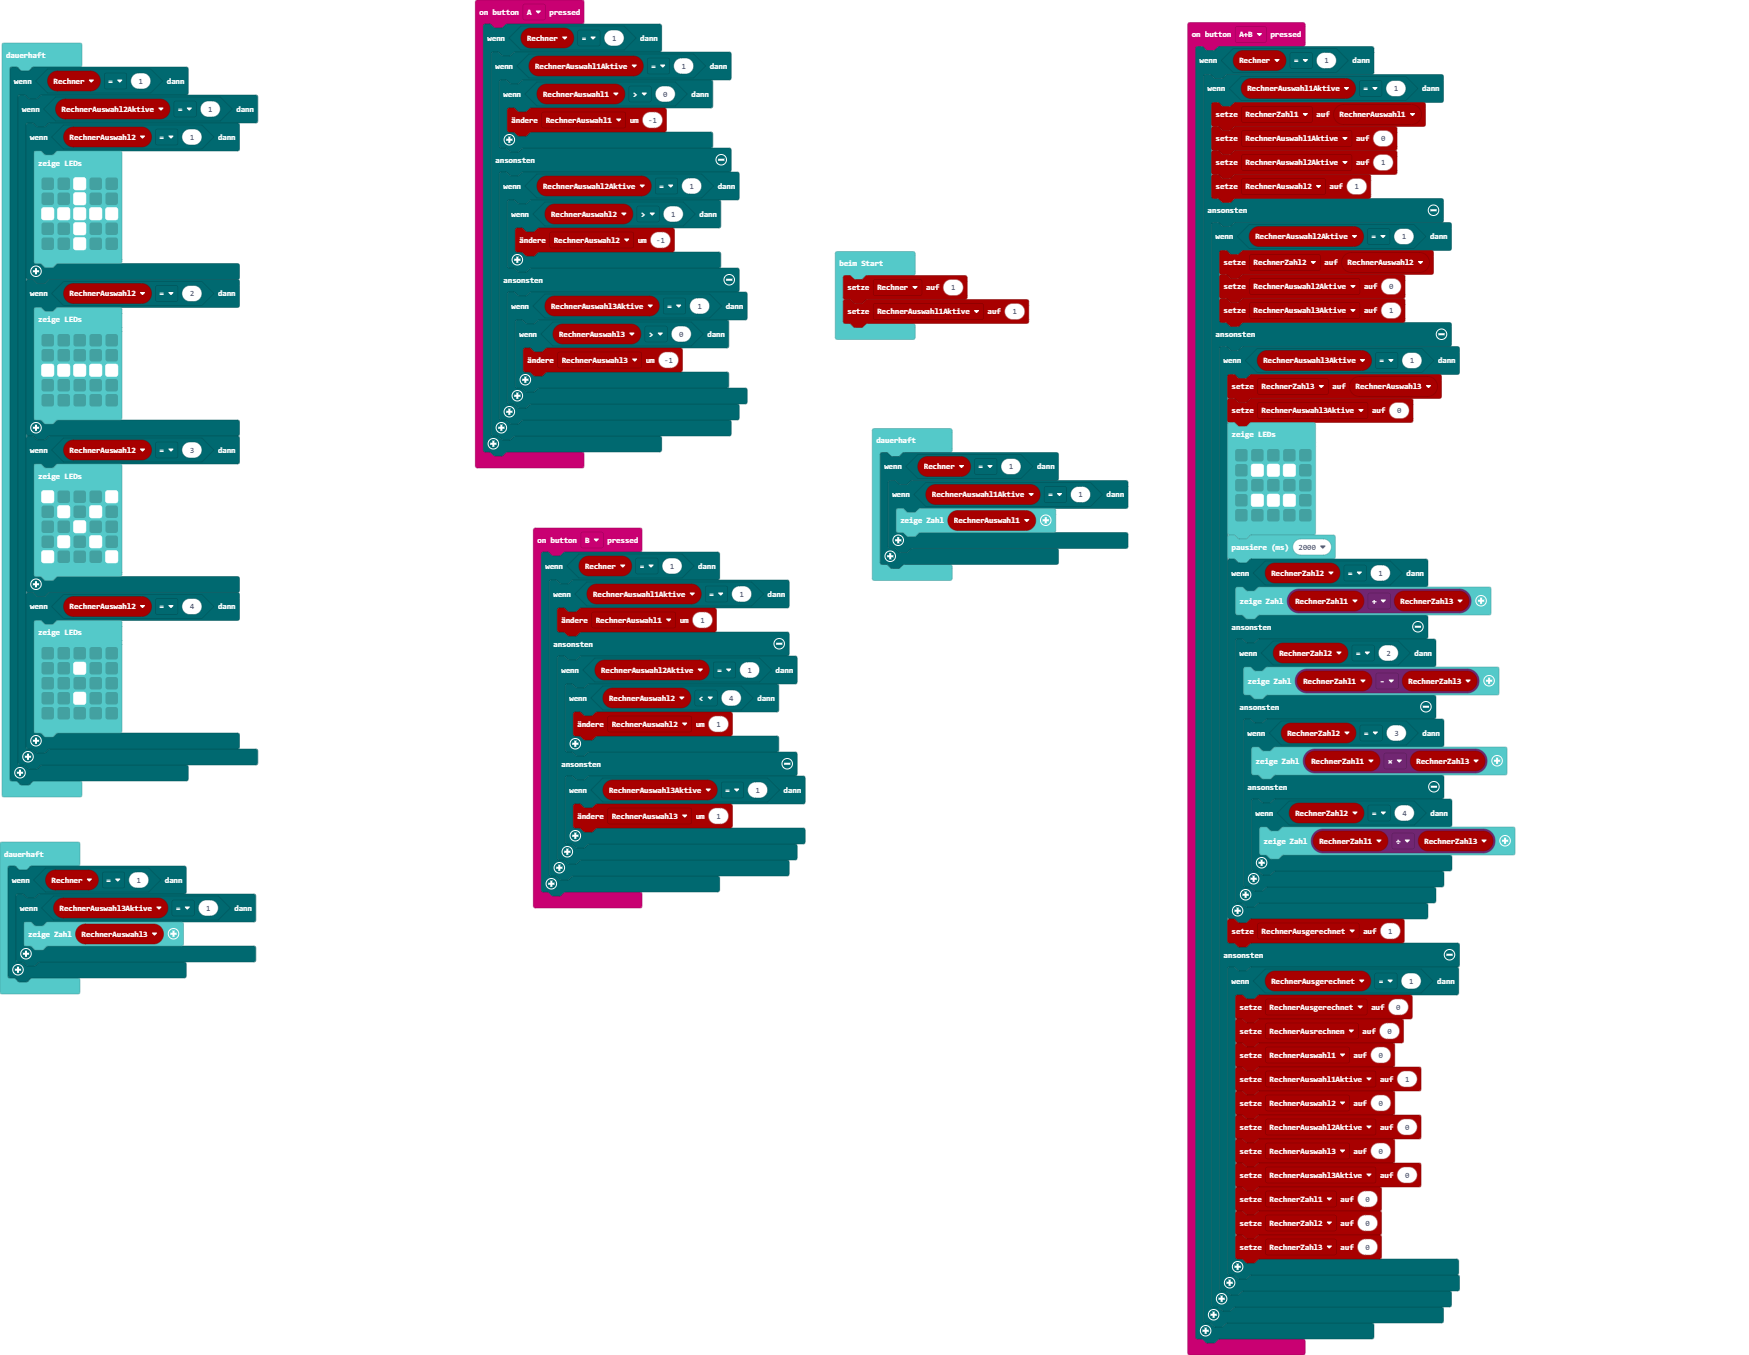 dauerhaft
wenn Rechner = 1 dann
wenn RechnerAuswahl2Aktive = 1 dann
wenn RechnerAuswahl2 = 1 dann
zeige LEDs
wenn RechnerAuswahl2 = 2 dann
zeige LEDs
wenn RechnerAuswahl2 = 3 dann
zeige LEDs
wenn RechnerAuswahl2 = 4 dann
zeige LEDs
dauerhaft
wenn Rechner = 1 dann
wenn RechnerAuswahl3Aktive = 1 dann
zeige Zahl RechnerAuswahl3
on button A pressed
wenn Rechner = 1 dann
wenn RechnerAuswahl1Aktive = 1 dann
wenn RechnerAuswahl1 > 0 dann
ändere RechnerAuswahl1 um -1
ansonsten
wenn RechnerAuswahl2Aktive = 1 dann
wenn RechnerAuswahl2 > 1 dann
ändere RechnerAuswahl2 um -1
ansonsten
wenn RechnerAuswahl3Aktive = 1 dann
wenn RechnerAuswahl3 > 0 dann
ändere RechnerAuswahl3 um -1
on button B pressed
wenn Rechner = 1 dann
wenn RechnerAuswahl1Aktive = 1 dann
ändere RechnerAuswahl1 um 1
ansonsten
wenn RechnerAuswahl2Aktive = 1 dann
wenn RechnerAuswahl2 < 4 dann
ändere RechnerAuswahl2 um 1
ansonsten
wenn RechnerAuswahl3Aktive = 1 dann
ändere RechnerAuswahl3 um 1
beim Start
setze Rechner auf 1
setze RechnerAuswahl1Aktive auf 1
dauerhaft
wenn Rechner = 1 dann
wenn RechnerAuswahl1Aktive = 1 dann
zeige Zahl RechnerAuswahl1
on button A+B pressed
wenn Rechner = 1 dann
wenn RechnerAuswahl1Aktive = 1 dann
setze RechnerZahl1 auf RechnerAuswahl1
setze RechnerAuswahl1Aktive auf 0
setze RechnerAuswahl2Aktive auf 1
setze RechnerAuswahl2 auf 1
ansonsten
wenn RechnerAuswahl2Aktive = 1 dann
setze RechnerZahl2 auf RechnerAuswahl2
setze RechnerAuswahl2Aktive auf 0
setze RechnerAuswahl3Aktive auf 1
ansonsten
wenn RechnerAuswahl3Aktive = 1 dann
setze RechnerZahl3 auf RechnerAuswahl3
setze RechnerAuswahl3Aktive auf 0
zeige LEDs
pausiere (ms) 2000
wenn RechnerZahl2 = 1 dann
zeige Zahl RechnerZahl1 + RechnerZahl3
ansonsten
wenn RechnerZahl2 = 2 dann
zeige Zahl RechnerZahl1 - RechnerZahl3
ansonsten
wenn RechnerZahl2 = 3 dann
zeige Zahl RechnerZahl1 × RechnerZahl3
ansonsten
wenn RechnerZahl2 = 4 dann
zeige Zahl RechnerZahl1 ÷ RechnerZahl3
setze RechnerAusgerechnet auf 1
ansonsten
wenn RechnerAusgerechnet = 1 dann
setze RechnerAusgerechnet auf 0
setze RechnerAusrechnen auf 0
setze RechnerAuswahl1 auf 0
setze RechnerAuswahl1Aktive auf 1
setze RechnerAuswahl2 auf 0
setze RechnerAuswahl2Aktive auf 0
setze RechnerAuswahl3 auf 0
setze RechnerAuswahl3Aktive auf 0
setze RechnerZahl1 auf 0
setze RechnerZahl2 auf 0
setze RechnerZahl3 auf 0